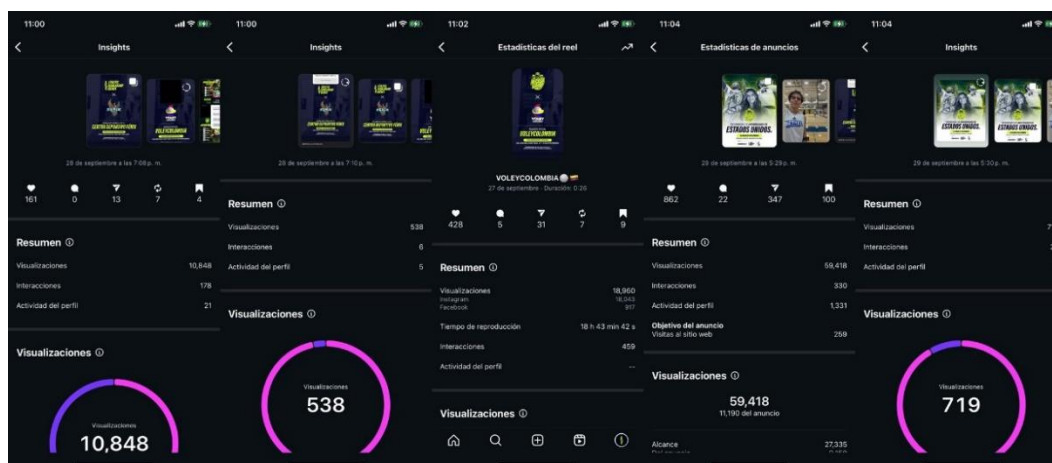 11:00
Insights
28 de septiembre a las 7:08 p. m.
161
0
13
7
4
Resumen
Visualizaciones 10,848
Interacciones 178
Actividad del perfil 21
Visualizaciones
Visualizaciones
10,848
11:00
Insights
28 de septiembre a las 7:10 p. m.
Resumen
Visualizaciones 538
Interacciones 6
Actividad del perfil 5
Visualizaciones
Visualizaciones
538
11:02
Estadísticas del reel
VOLEYCOLOMBIA
VOLEYCOLOMBIA
27 de septiembre · Duración: 0:26
428
5
31
7
9
Resumen
Visualizaciones 18,960
Instagram 18,043
Facebook 917
Tiempo de reproducción 18 h 43 min 42 s
Interacciones 459
Actividad del perfil --
Visualizaciones
11:04
Estadísticas de anuncios
ESTADOS UNIDOS.
28 de septiembre a las 5:29 p. m.
862
22
347
100
Resumen
Visualizaciones 59,418
Interacciones 330
Actividad del perfil 1,331
Objetivo del anuncio
Visitas al sitio web 259
Visualizaciones
59,418
11,190 del anuncio
Alcance 27,335
11:04
Insights
ESTADOS UNIDOS.
29 de septiembre a las 5:30 p. m.
Resumen
Visualizaciones
Interacciones
Actividad del perfil
Visualizaciones
Visualizaciones
719